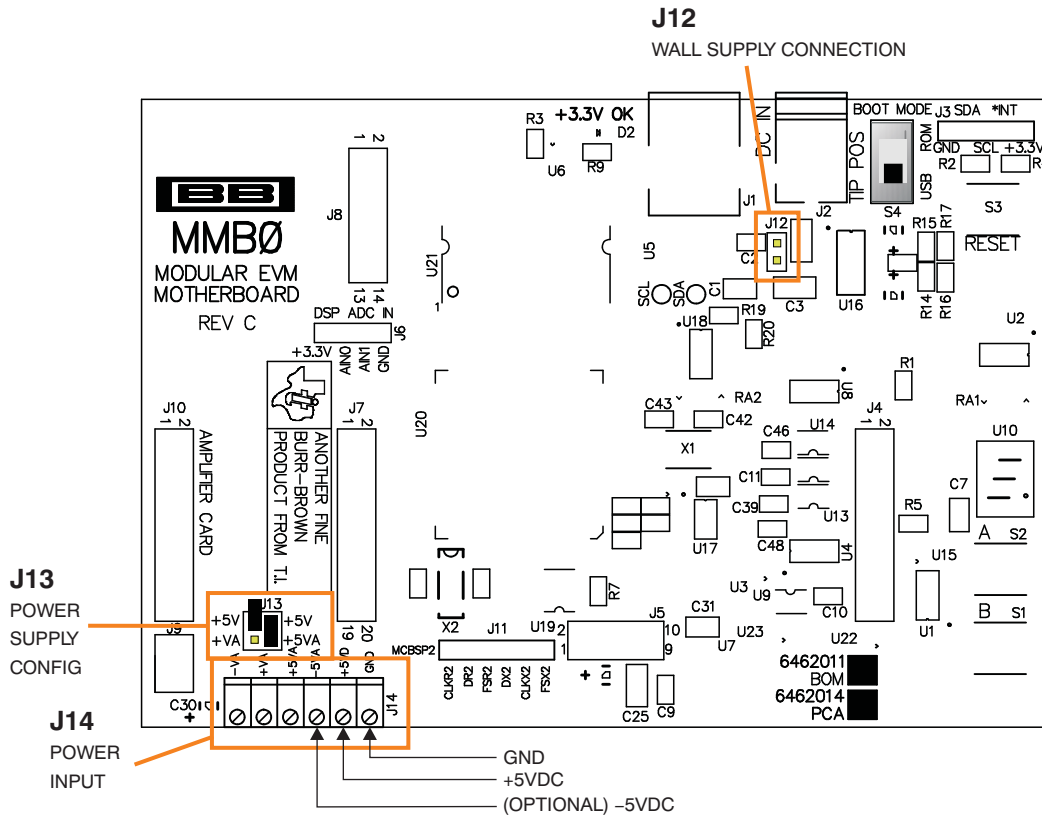 J12
WALL SUPPLY CONNECTION
+3.3V OK
R3
D2
U6
R9
DC IN
TIP POS
BOOT MODE
ROM
USB
J3 SDA *INT
GND SCL +3.3V
R2
1 2
J8
13 14
BB
MMBØ
MODULAR EVM
MOTHERBOARD
REV C
U21
1
U5
J1
J12
J2
S4
R15
R17
S3
RESET
C2
SCL
SDA
C1
C3
U16
R14
R16
DSP ADC IN
J6
+3.3V
AIN0
AIN1
GND
U18
R19
R20
U2
U8
R1
RA2
RA1
U20
J10
1 2
AMPLIFIER CARD
J7
1 2
ANOTHER FINE
BURR-BROWN
PRODUCT FROM T.I.
C43
C42
X1
C46
U14
J4
1 2
U10
C11
C39
U13
C48
U4
U17
R5
C7
A S2
U15
B S1
U1
J13
POWER
SUPPLY
CONFIG
J13
+5V
+5V
+VA
+5VA
19 20
X2
U19
R7
J5
2 10
1 9
C31
U7
U3
U9
C10
U23
U22
MCBSP2
J11
CLKR2
DR2
FSR2
DX2
CLKX2
FSX2
C25
C9
6462011
BOM
6462014
PCA
-VA
+VA
+5VA
-5VA
+5VD
GND
C30
J14
J14
POWER
INPUT
GND
+5VDC
(OPTIONAL) –5VDC